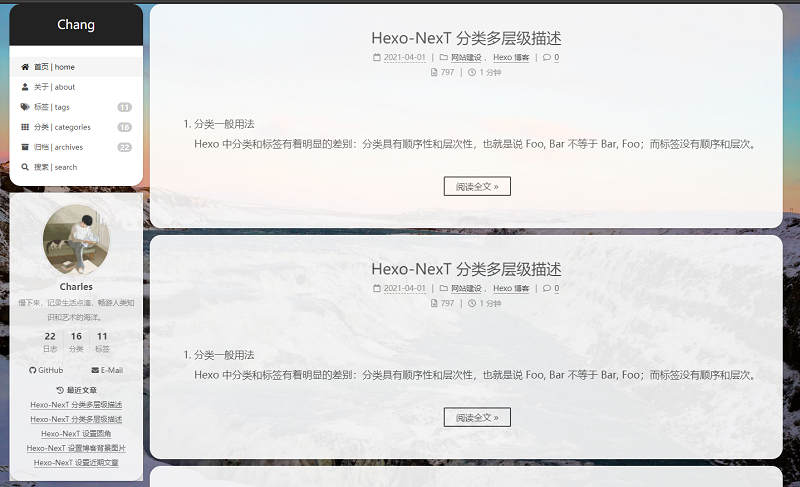 Chang
首页 | home
关于 | about
标签 | tags 11
分类 | categories 16
归档 | archives 22
搜索 | search
Charles
慢下来，记录生活点滴，畅游人类知
识和艺术的海洋。
22 16 11
日志 分类 标签
GitHub E-Mail
最近文章
Hexo-NexT 分类多层级描述
Hexo-NexT 分类多层级描述
Hexo-NexT 设置圆角
Hexo-NexT 设置博客背景图片
Hexo-NexT 设置近期文章
Hexo-NexT 分类多层级描述
2021-04-01 | 网站建设， Hexo 博客 | 0
797 | 1 分钟
1. 分类一般用法
Hexo 中分类和标签有着明显的差别：分类具有顺序性和层次性，也就是说 Foo, Bar 不等于 Bar, Foo；而标签没有顺序和层次。
阅读全文 »
Hexo-NexT 分类多层级描述
2021-04-01 | 网站建设， Hexo 博客 | 0
797 | 1 分钟
1. 分类一般用法
Hexo 中分类和标签有着明显的差别：分类具有顺序性和层次性，也就是说 Foo, Bar 不等于 Bar, Foo；而标签没有顺序和层次。
阅读全文 »